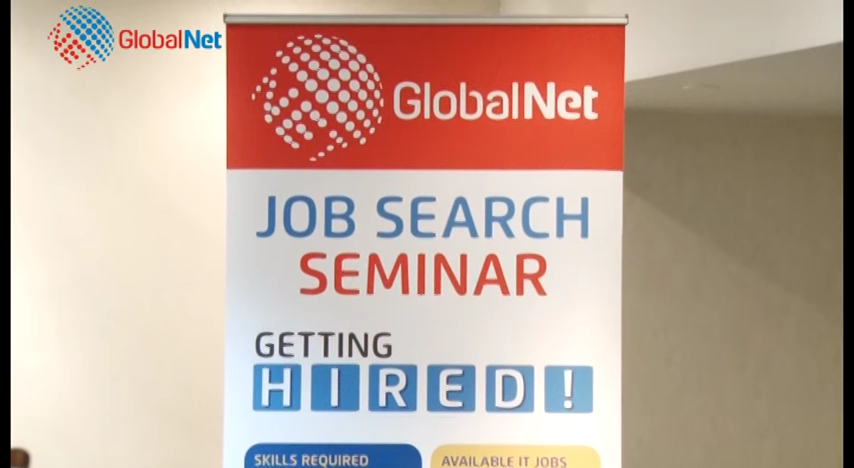 GlobalNet
GlobalNet
JOB SEARCH
SEMINAR
GETTING
HIRED!
SKILLS REQUIRED
AVAILABLE IT JOBS